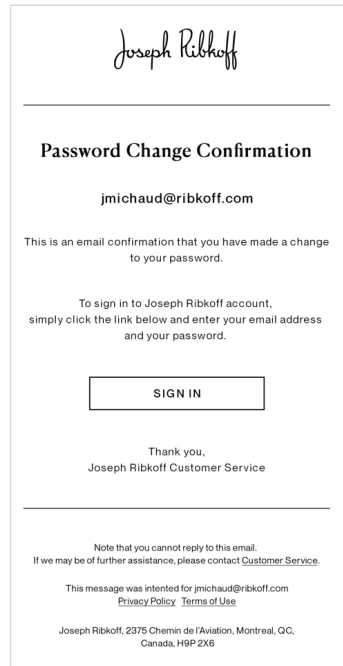 Joseph Ribkoff
Password Change Confirmation
jmichaud@ribkoff.com
This is an email confirmation that you have made a change
to your password.
To sign in to Joseph Ribkoff account,
simply click the link below and enter your email address
and your password.
SIGN IN
Thank you,
Joseph Ribkoff Customer Service
Note that you cannot reply to this email.
If we may be of further assistance, please contact Customer Service.
This message was intended for jmichaud@ribkoff.com
Privacy Policy Terms of Use
Joseph Ribkoff, 2375 Chemin de l'Aviation, Montreal, QC,
Canada, H9P 2X6